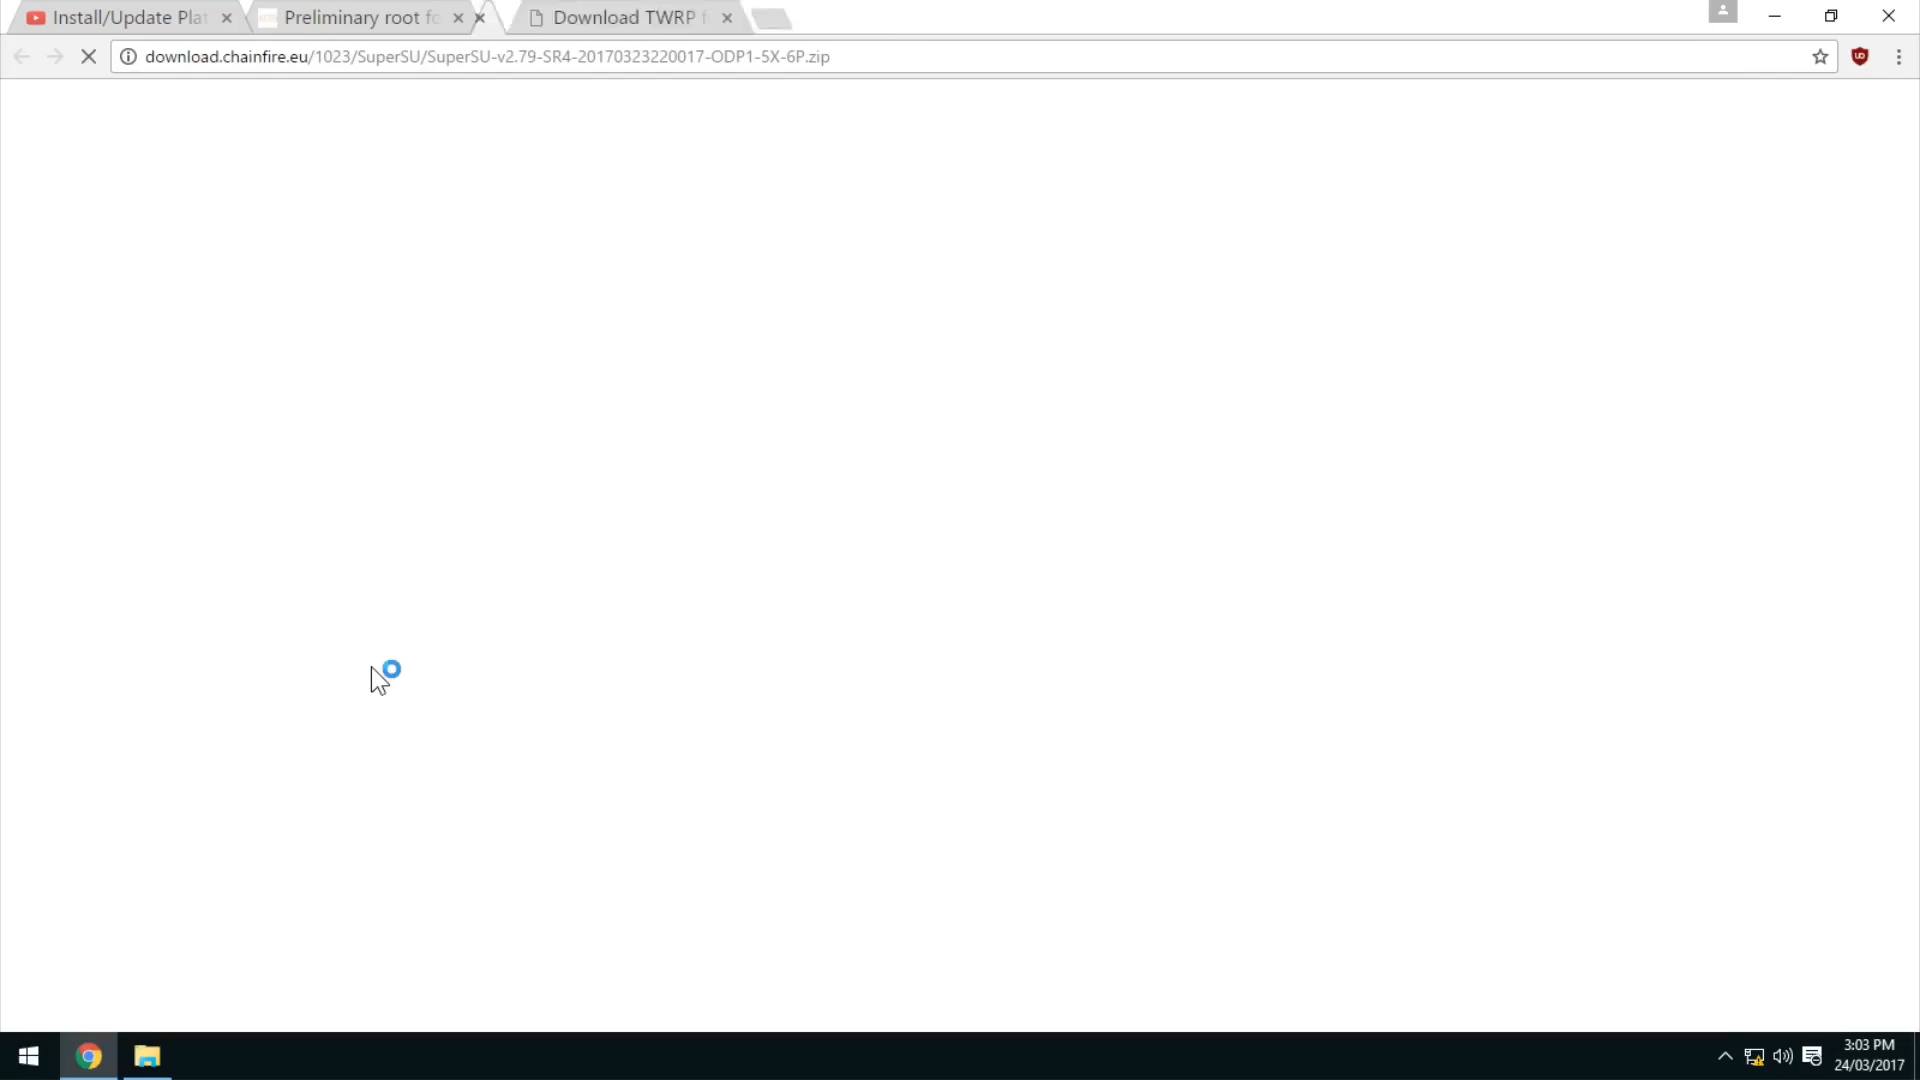 Install/Update Pla
Preliminary root fo
Download TWRP f
download.chainfire.eu/1023/SuperSU/SuperSU-v2.79-SR4-20170323220017-ODP1-5X-6P.zip
3:03 PM
24/03/2017